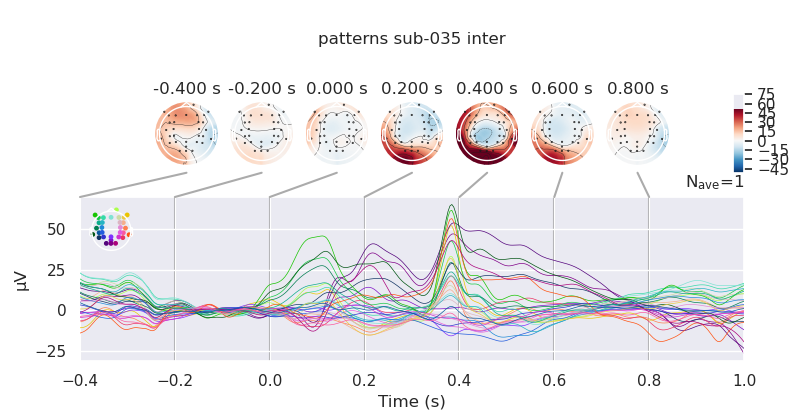 patterns sub-035 inter
-0.400 s -0.200 s 0.000 s 0.200 s 0.400 s 0.600 s 0.800 s
75
60
45
30
15
0
−15
−30
−45
Nave=1
50
25
0
−25
µV
−0.4 −0.2 0.0 0.2 0.4 0.6 0.8 1.0
Time (s)